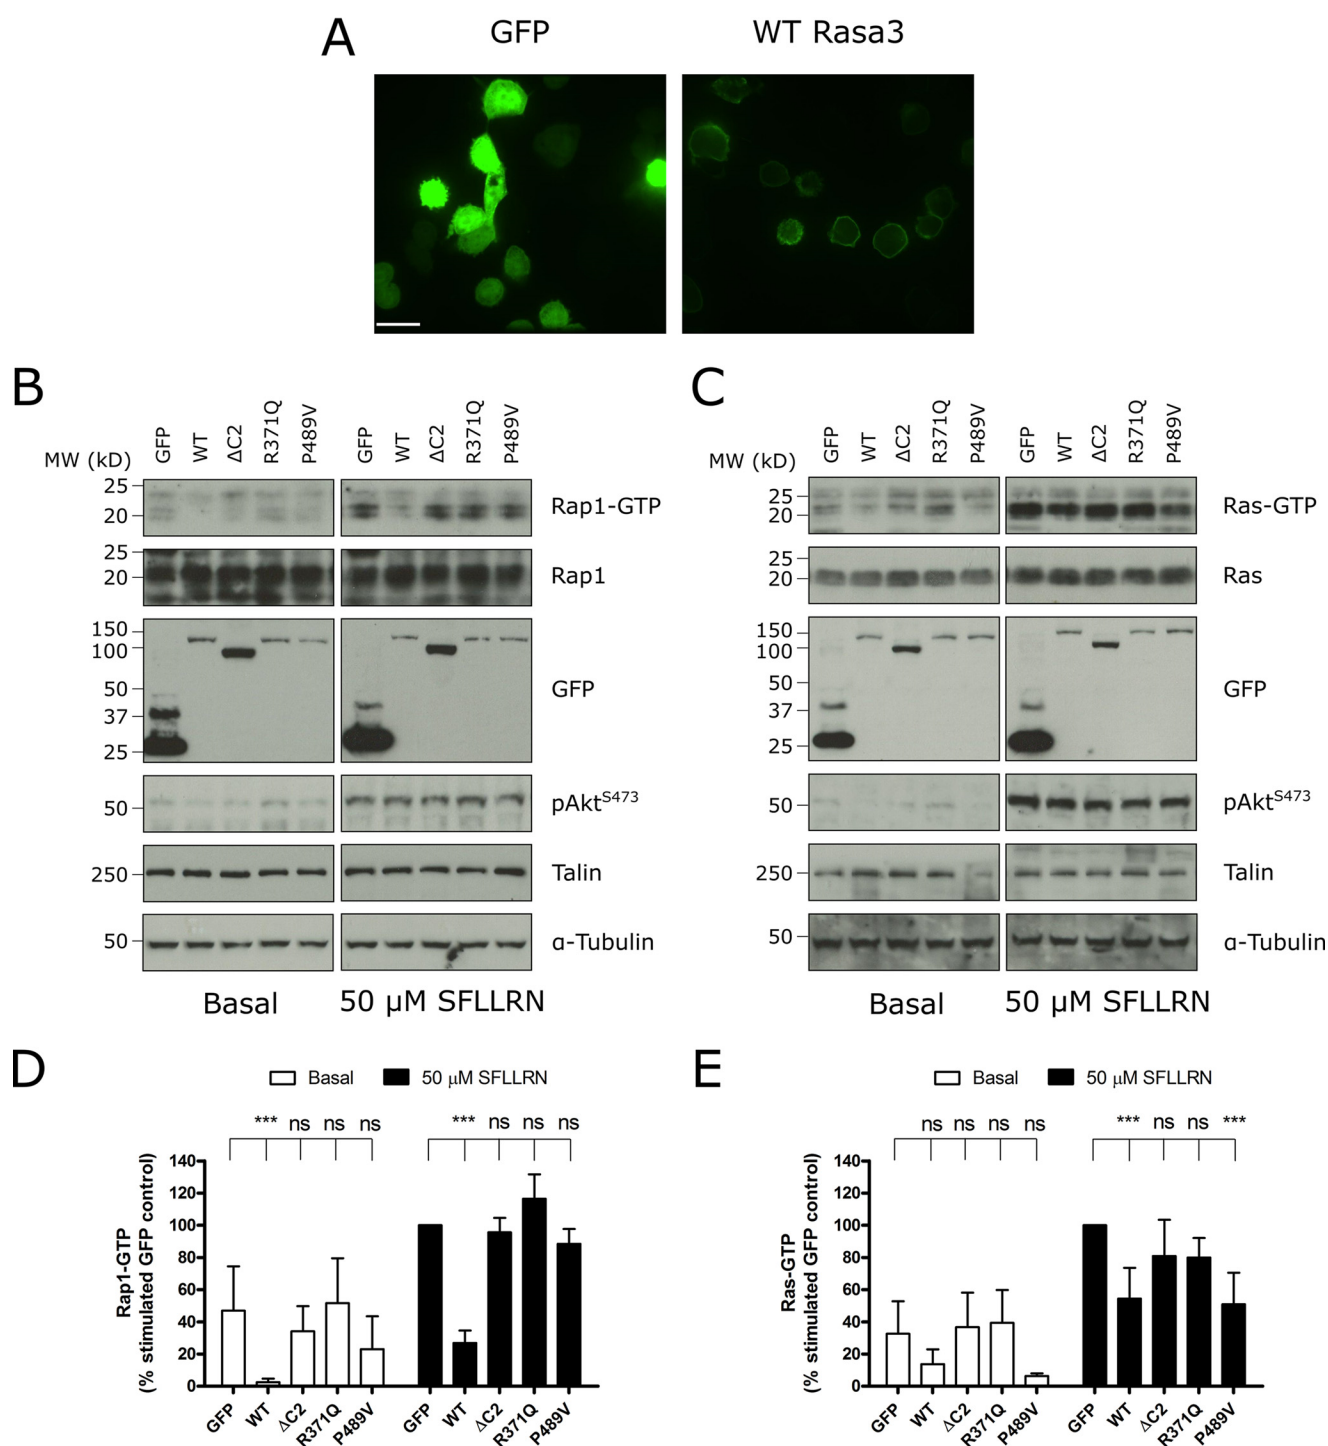 A
GFP
WT Rasa3
B
GFP
WT
ΔC2
R371Q
P489V
GFP
WT
ΔC2
R371Q
P489V
MW (kD)
25
20
Rap1-GTP
25
20
Rap1
150
100
50
37
25
GFP
50
pAktS473
250
Talin
50
α-Tubulin
Basal
50 μM SFLLRN
C
GFP
WT
ΔC2
R371Q
P489V
GFP
WT
ΔC2
R371Q
P489V
MW (kD)
25
20
Ras-GTP
25
20
Ras
150
100
50
37
25
GFP
50
pAktS473
250
Talin
50
α-Tubulin
Basal
50 μM SFLLRN
D
Basal
50 μM SFLLRN
*** ns ns ns
*** ns ns ns
Rap1-GTP
(% stimulated GFP control)
140
120
100
80
60
40
20
0
GFP
WT
ΔC2
R371Q
P489V
GFP
WT
ΔC2
R371Q
P489V
E
Basal
50 μM SFLLRN
ns ns ns ns
*** ns ns ***
Ras-GTP
(% stimulated GFP control)
140
120
100
80
60
40
20
0
GFP
WT
ΔC2
R371Q
P489V
GFP
WT
ΔC2
R371Q
P489V